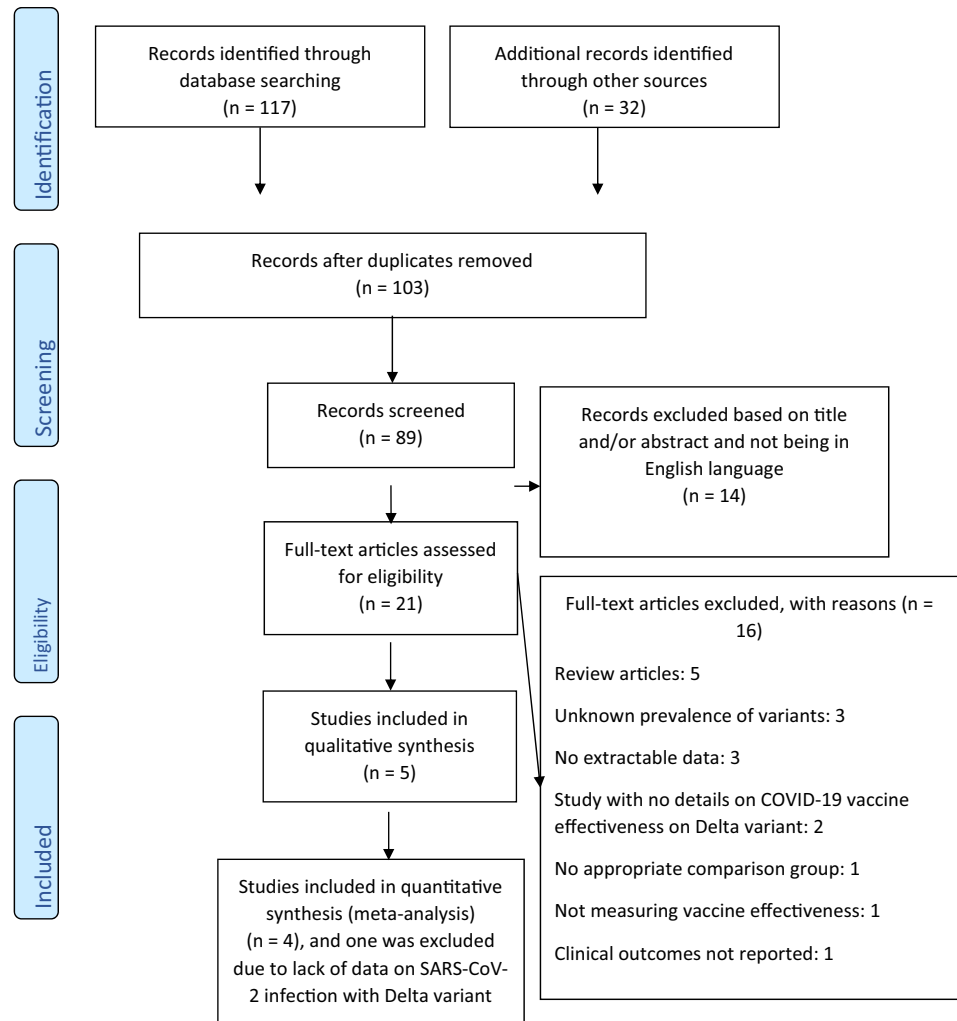 Identification
Records identified through
database searching
(n = 117)
Additional records identified
through other sources
(n = 32)
Screening
Records after duplicates removed
(n = 103)
Records screened
(n = 89)
Records excluded based on title
and/or abstract and not being in
English language
(n = 14)
Eligibility
Full-text articles assessed
for eligibility
(n = 21)
Full-text articles excluded, with reasons (n =
16)
Review articles: 5
Unknown prevalence of variants: 3
No extractable data: 3
Study with no details on COVID-19 vaccine
effectiveness on Delta variant: 2
No appropriate comparison group: 1
Not measuring vaccine effectiveness: 1
Clinical outcomes not reported: 1
Included
Studies included in
qualitative synthesis
(n = 5)
Studies included in quantitative
synthesis (meta-analysis)
(n = 4), and one was excluded
due to lack of data on SARS-CoV-
2 infection with Delta variant